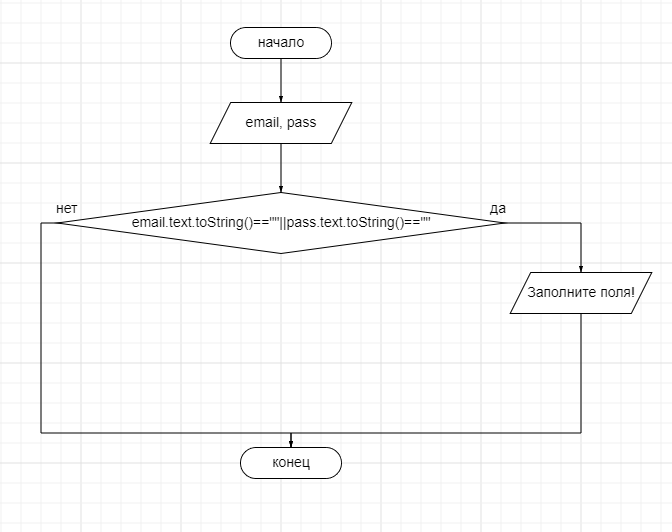 начало
email, pass
нет
да
email.text.toString()==""||pass.text.toString()==""
Заполните поля!
конец